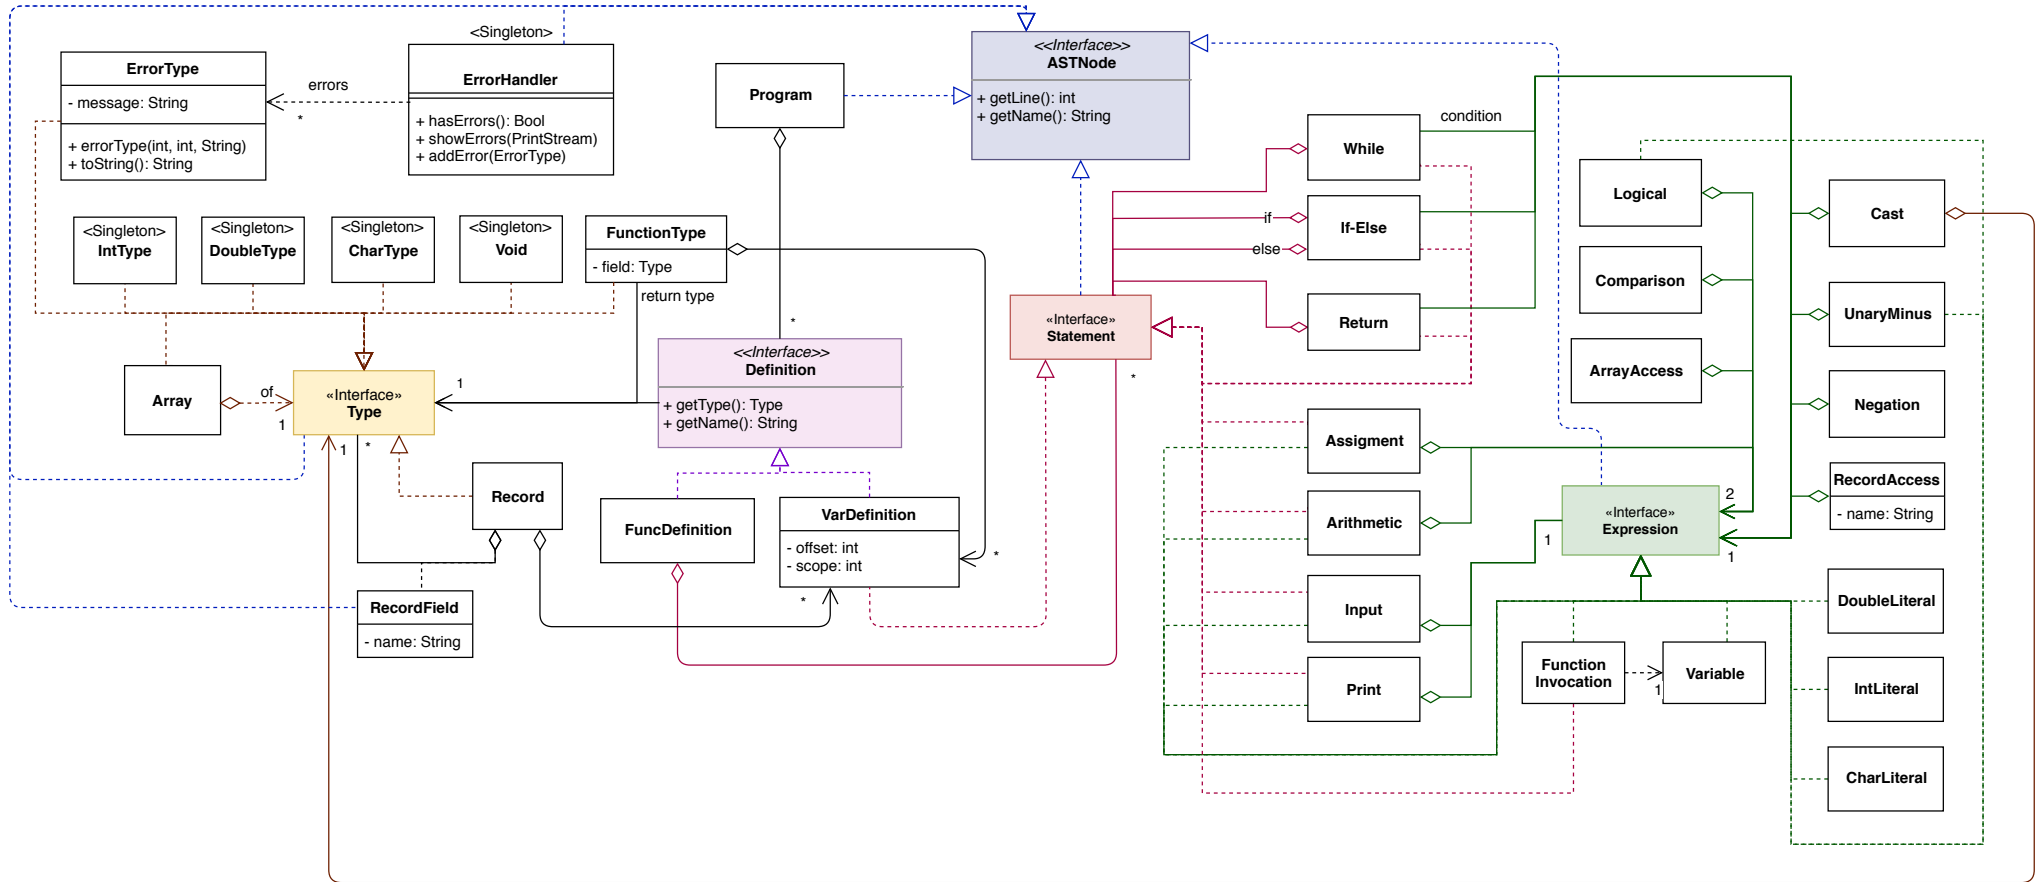 <Singleton>
ErrorType
- message: String
+ errorType(int, int, String)
+ toString(): String
errors
*
ErrorHandler
+ hasErrors(): Bool
+ showErrors(PrintStream)
+ addError(ErrorType)
Program
<<Interface>>
ASTNode
+ getLine(): int
+ getName(): String
condition
While
if
If-Else
else
Return
Logical
Comparison
ArrayAccess
Cast
UnaryMinus
Negation
RecordAccess
- name: String
<Singleton>
IntType
<Singleton>
DoubleType
<Singleton>
CharType
<Singleton>
Void
FunctionType
- field: Type
return type
*
«Interface»
Statement
*
<<Interface>>
Definition
+ getType(): Type
+ getName(): String
Array
of
1
«Interface»
Type
1
1
*
Record
FuncDefinition
VarDefinition
- offset: int
- scope: int
*
*
RecordField
- name: String
Assigment
Arithmetic
Input
Print
2
«Interface»
Expression
1
1
Function
Invocation
1
Variable
DoubleLiteral
IntLiteral
CharLiteral